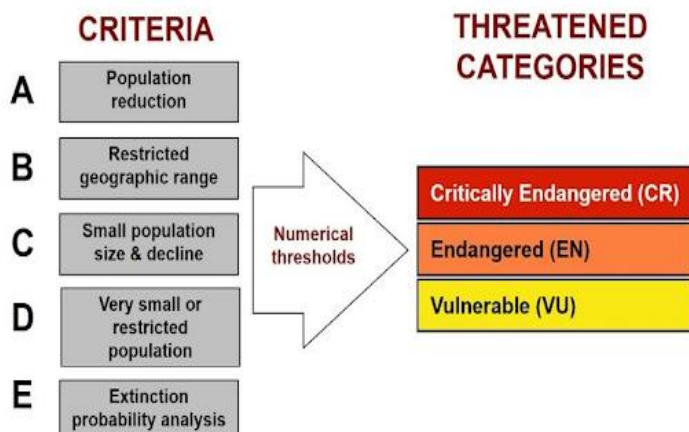 CRITERIA
A
Population
reduction
B
Restricted
geographic range
C
Small population
size & decline
D
Very small or
restricted
population
E
Extinction
probability analysis
Numerical
thresholds
THREATENED
CATEGORIES
Critically Endangered (CR)
Endangered (EN)
Vulnerable (VU)